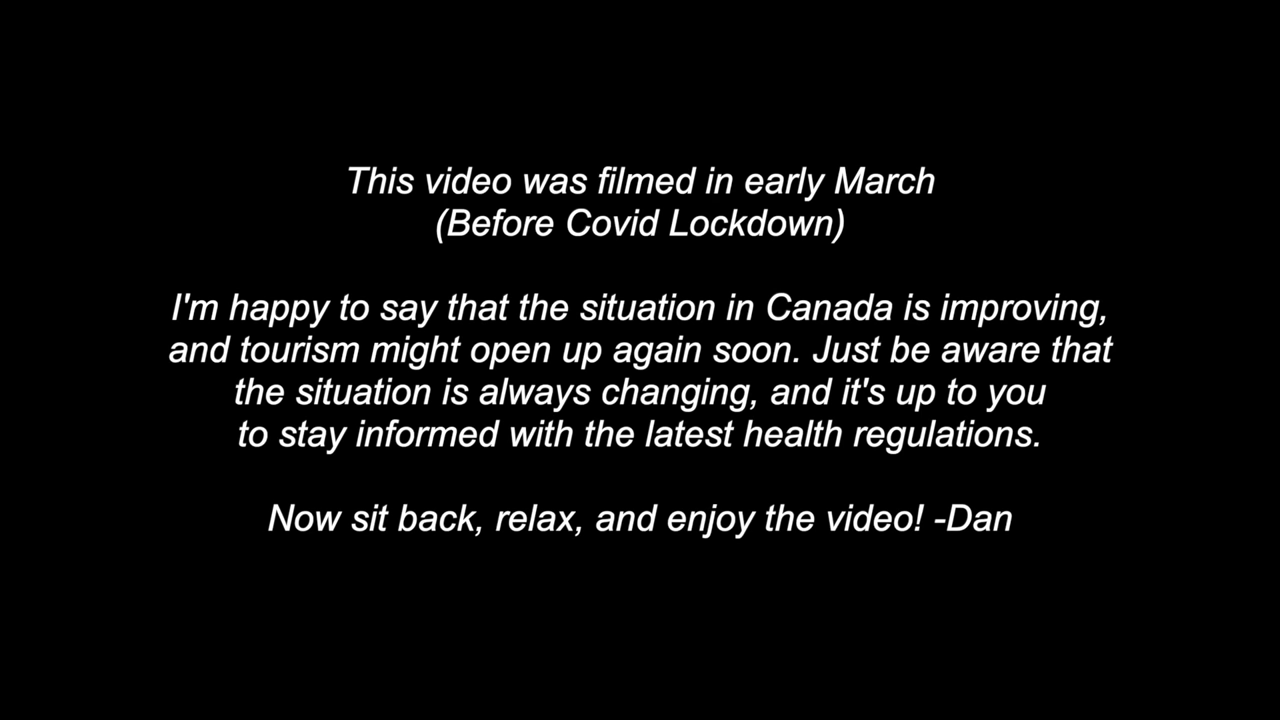 This video was filmed in early March
(Before Covid Lockdown)
I'm happy to say that the situation in Canada is improving,
and tourism might open up again soon. Just be aware that
the situation is always changing, and it's up to you
to stay informed with the latest health regulations.
Now sit back, relax, and enjoy the video! -Dan